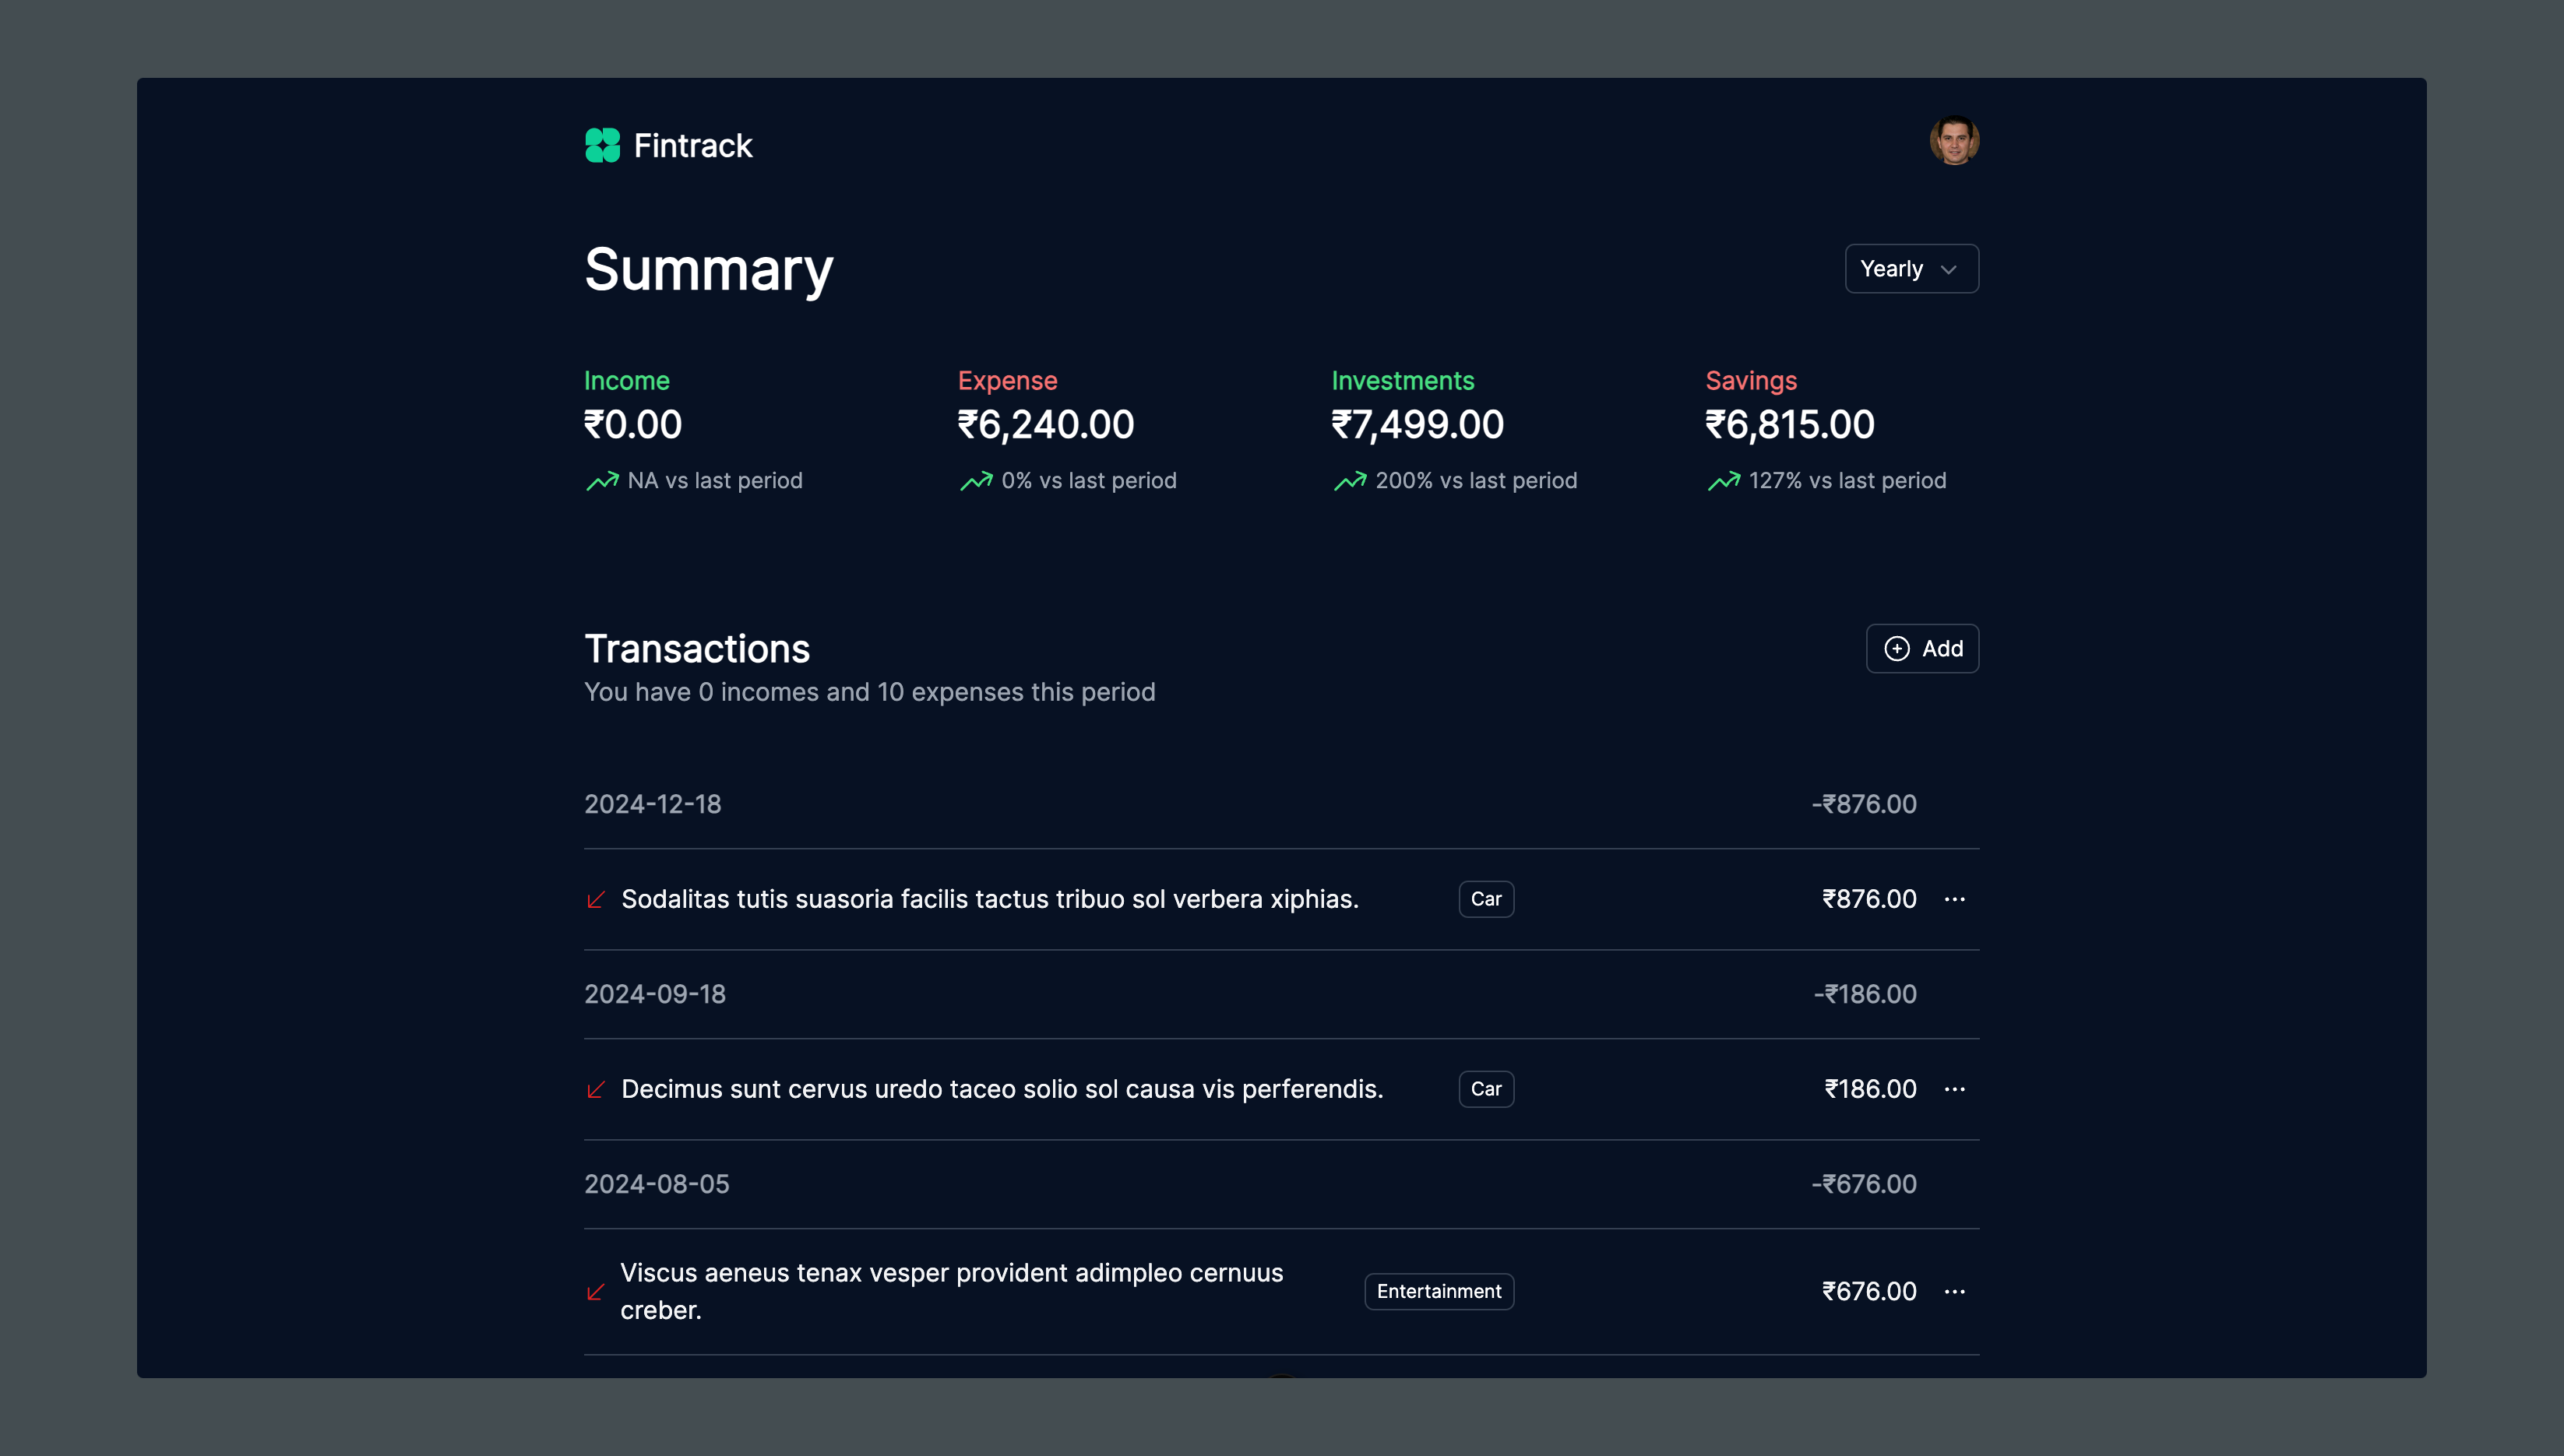 Fintrack
Summary
Yearly
Income
₹0.00
NA vs last period
Expense
₹6,240.00
0% vs last period
Investments
₹7,499.00
200% vs last period
Savings
₹6,815.00
127% vs last period
Transactions
Add
You have 0 incomes and 10 expenses this period
2024-12-18 -₹876.00
Sodalitas tutis suasoria facilis tactus tribuo sol verbera xiphias. Car ₹876.00 ···
2024-09-18 -₹186.00
Decimus sunt cervus uredo taceo solio sol causa vis perferendis. Car ₹186.00 ···
2024-08-05 -₹676.00
Viscus aeneus tenax vesper provident adimpleo cernuus
creber. Entertainment ₹676.00 ···